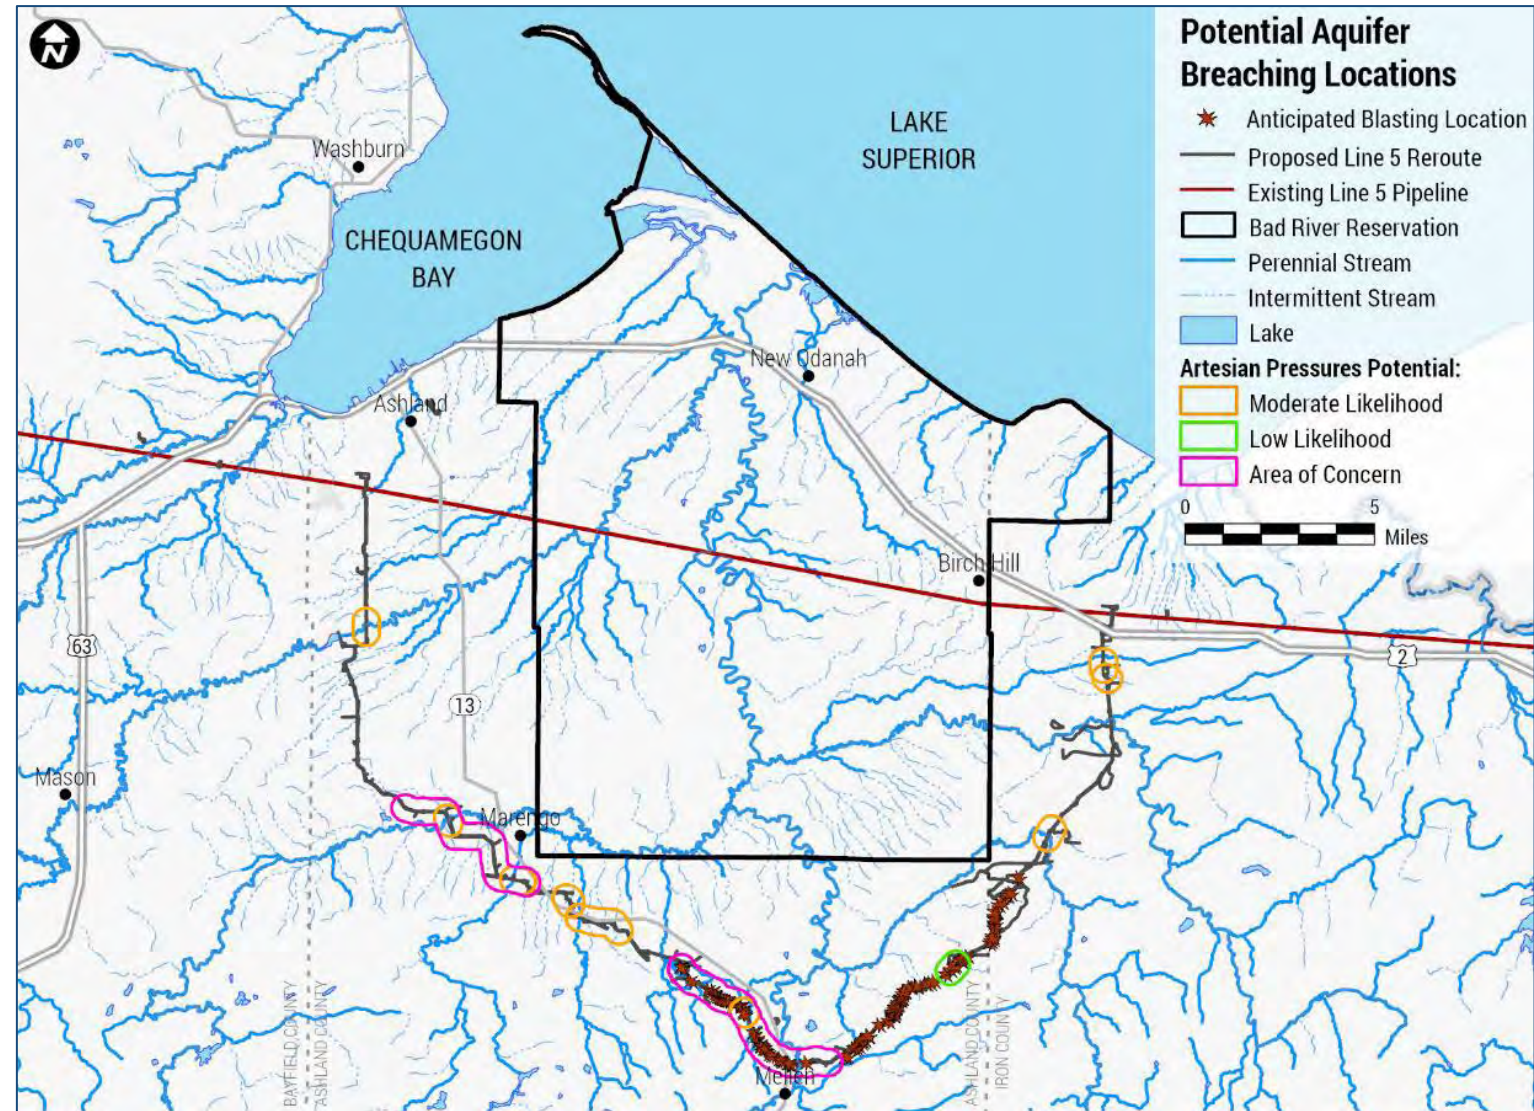 N
Washburn
LAKE
SUPERIOR
CHEQUAMEGON
BAY
New Odanah
Ashland
Birch Hill
63
13
2
Mason
Marengo
Mellen
BAYFIELD COUNTY
ASHLAND COUNTY
ASHLAND COUNTY
IRON COUNTY
Potential Aquifer
Breaching Locations
Anticipated Blasting Location
Proposed Line 5 Reroute
Existing Line 5 Pipeline
Bad River Reservation
Perennial Stream
Intermittent Stream
Lake
Artesian Pressures Potential:
Moderate Likelihood
Low Likelihood
Area of Concern
0 5
Miles